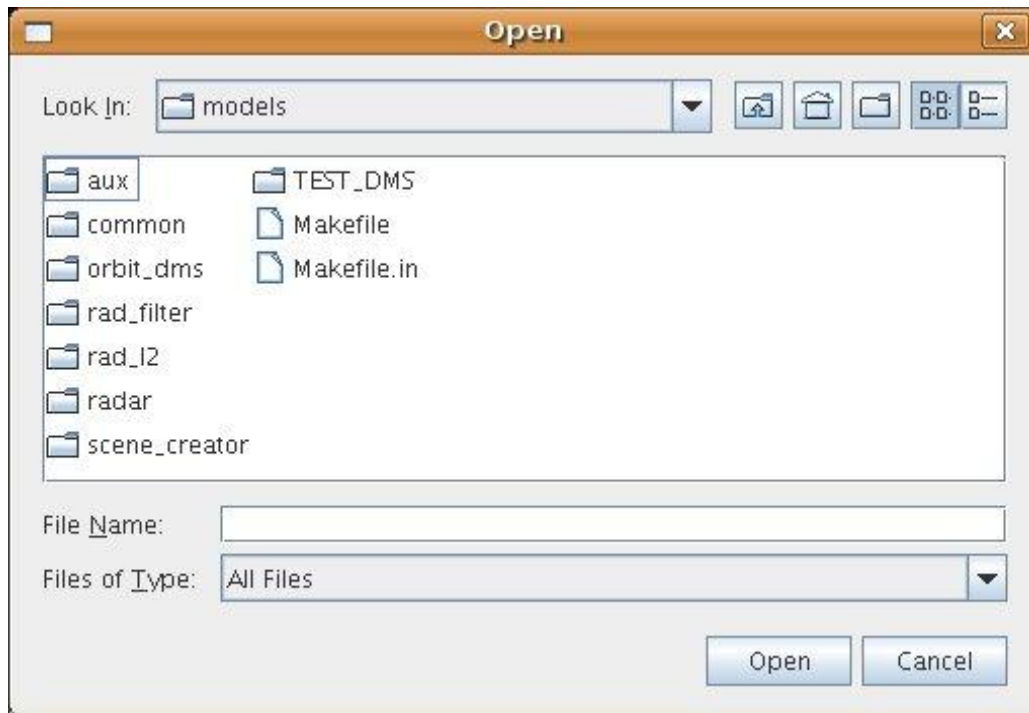 Open
Look In: models
aux TEST_DMS
common Makefile
orbit_dms Makefile.in
rad_filter
rad_l2
radar
scene_creator
File Name:
Files of Type: All Files
Open Cancel